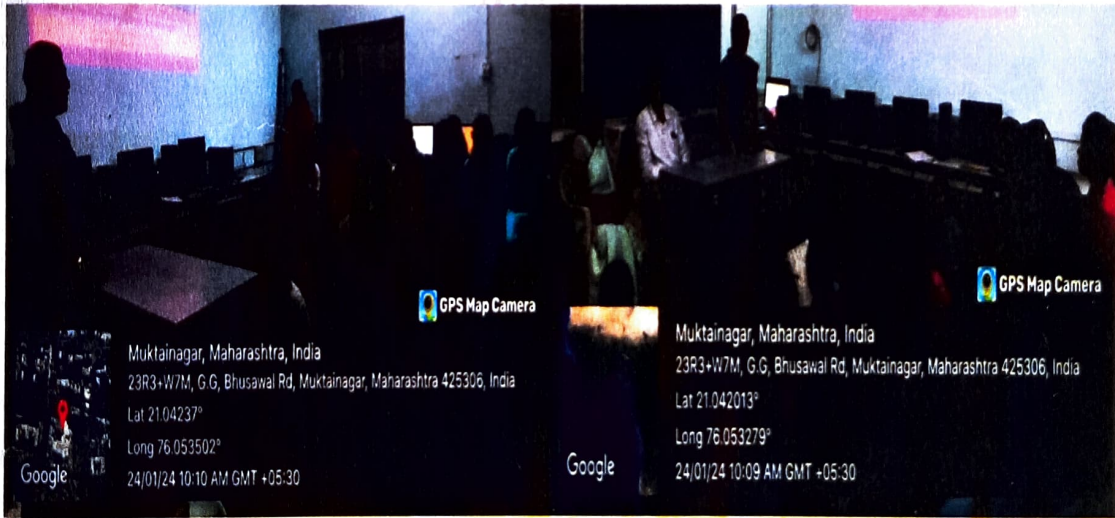 GPS Map Camera
Muktainagar, Maharashtra, India
23R3+W7M, G.G, Bhusawal Rd, Muktainagar, Maharashtra 425306, India
Lat 21.04237°
Long 76.053502°
24/01/24 10:10 AM GMT +05:30
Google
GPS Map Camera
Muktainagar, Maharashtra, India
23R3+W7M, G.G, Bhusawal Rd, Muktainagar, Maharashtra 425306, India
Lat 21.042013°
Long 76.053279°
24/01/24 10:09 AM GMT +05:30
Google